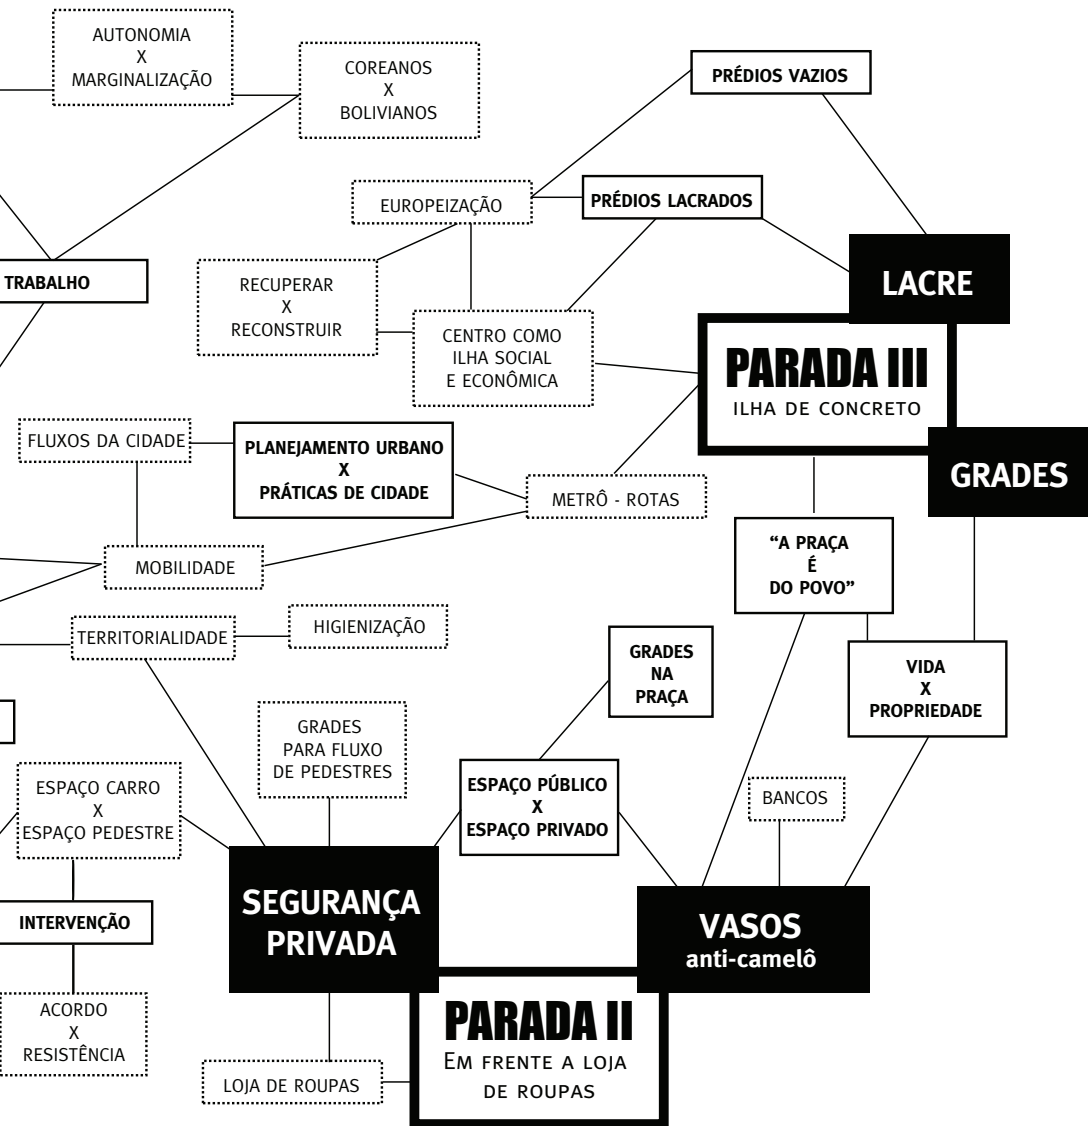 AUTONOMIA
X
MARGINALIZAÇÃO
COREANOS
X
BOLIVIANOS
PRÉDIOS VAZIOS
EUROPEIZAÇÃO
PRÉDIOS LACRADOS
TRABALHO
RECUPERAR
X
RECONSTRUIR
LACRE
CENTRO COMO
ILHA SOCIAL
E ECONÔMICA
PARADA III
ILHA DE CONCRETO
FLUXOS DA CIDADE
PLANEJAMENTO URBANO
X
PRÁTICAS DE CIDADE
METRÔ - ROTAS
GRADES
MOBILIDADE
“A PRAÇA
É
DO POVO”
TERRITORIALIDADE
HIGIENIZAÇÃO
GRADES
NA
PRAÇA
VIDA
X
PROPRIEDADE
GRADES
PARA FLUXO
DE PEDESTRES
ESPAÇO CARRO
X
ESPAÇO PEDESTRE
ESPAÇO PÚBLICO
X
ESPAÇO PRIVADO
BANCOS
INTERVENÇÃO
SEGURANÇA
PRIVADA
VASOS
anti-camelô
ACORDO
X
RESISTÊNCIA
PARADA II
EM FRENTE A LOJA
DE ROUPAS
LOJA DE ROUPAS